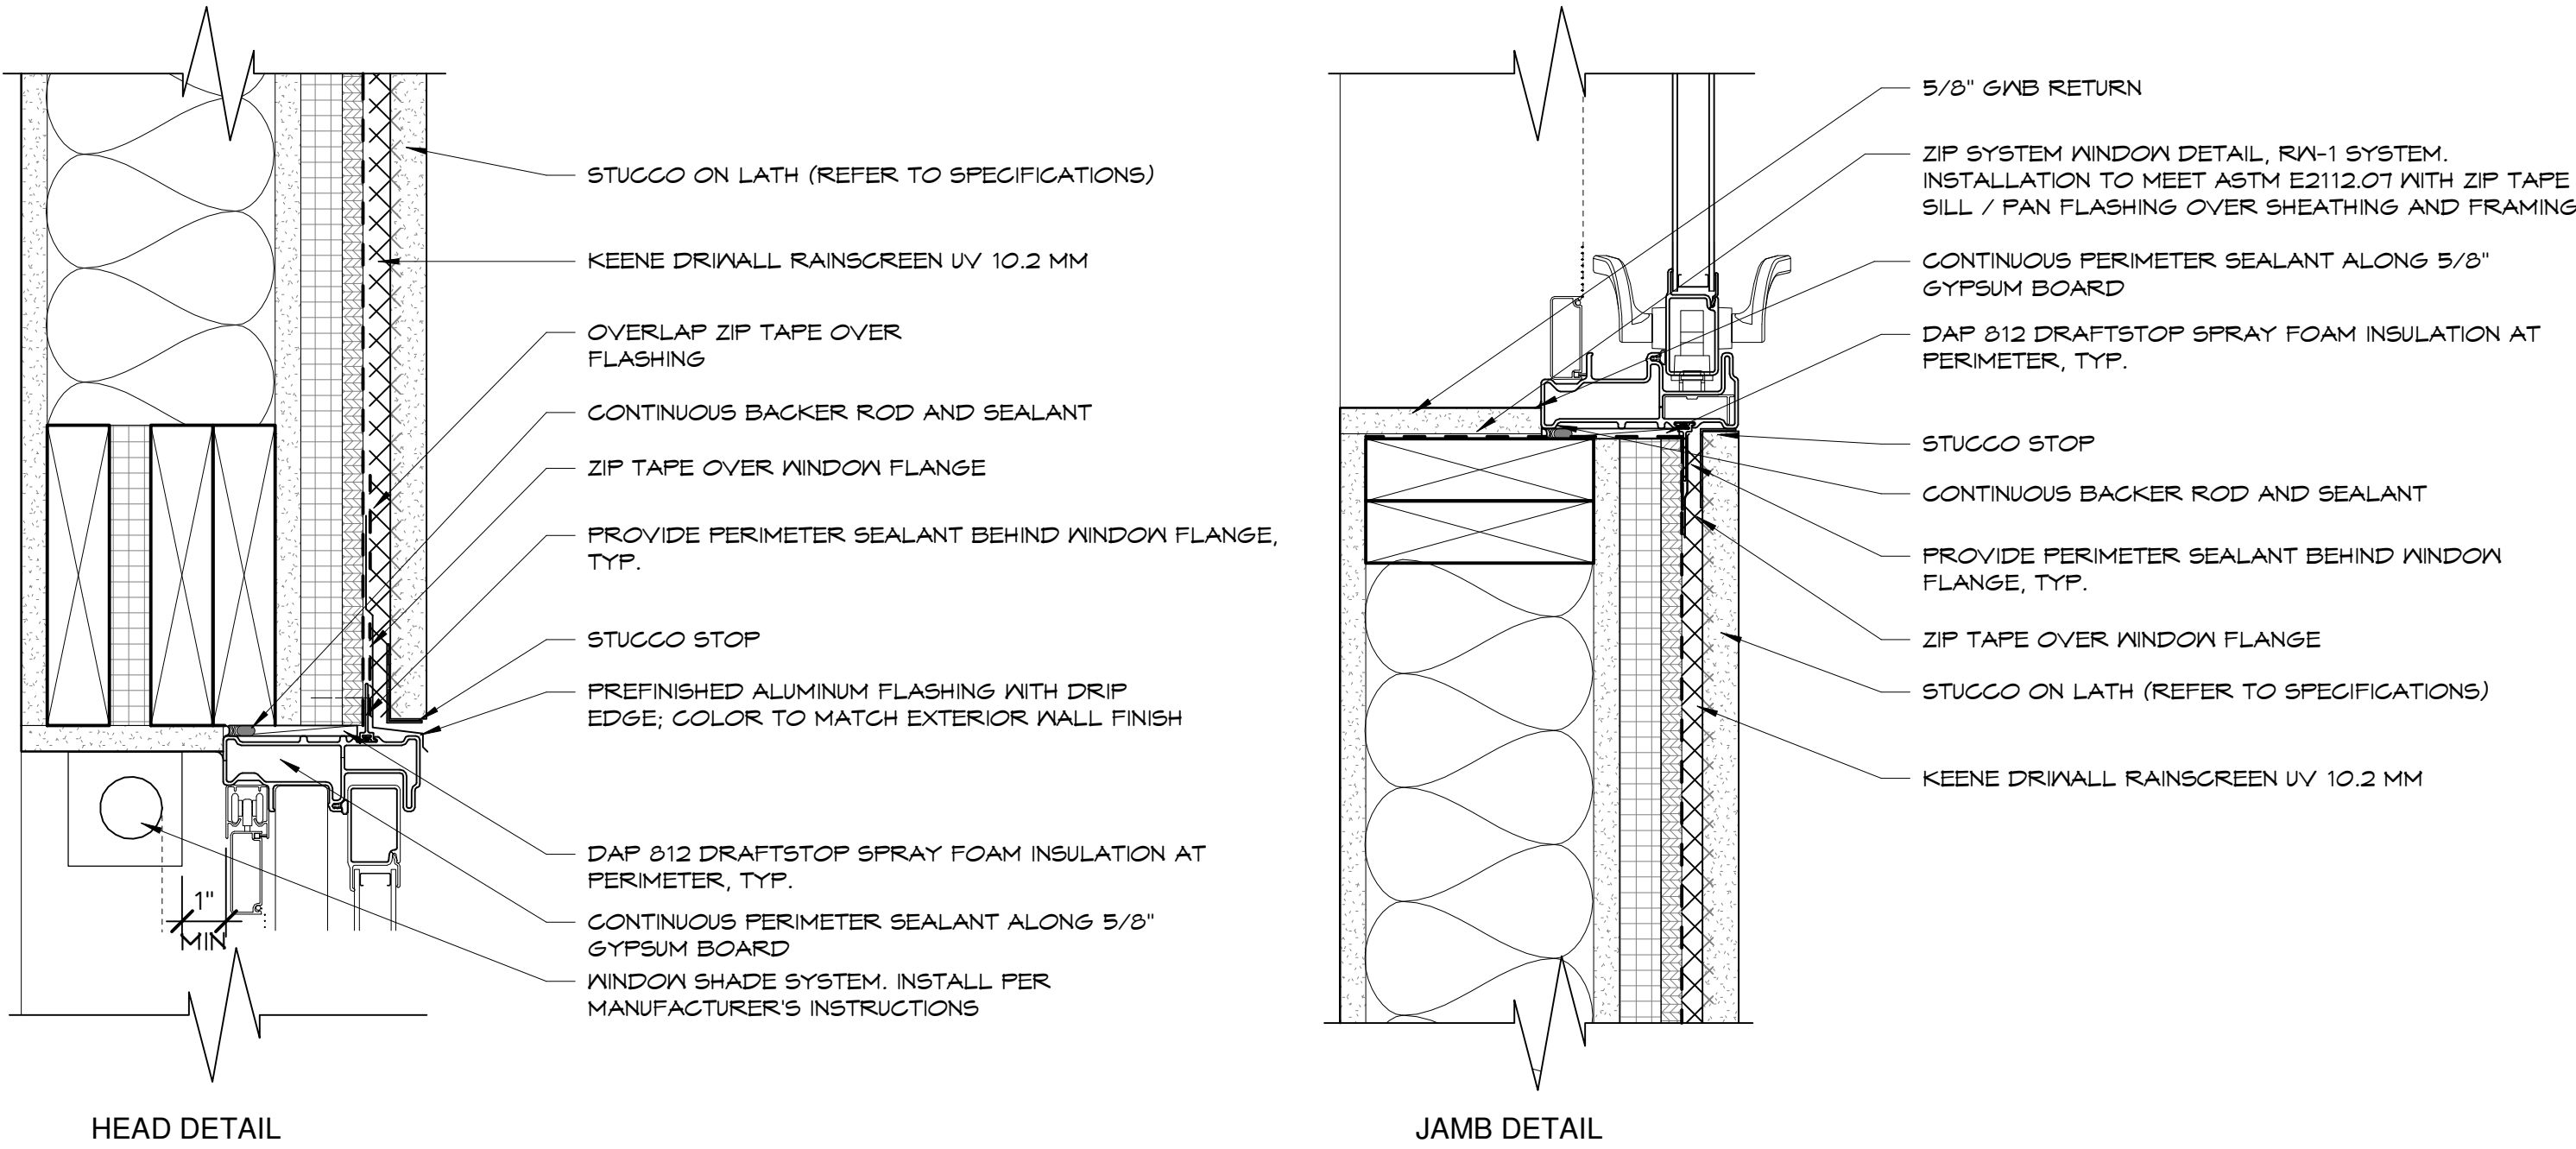 STUCCO ON LATH (REFER TO SPECIFICATIONS)
KEENE DRIWALL RAINSCREEN UV 10.2 MM
OVERLAP ZIP TAPE OVER
FLASHING
CONTINUOUS BACKER ROD AND SEALANT
ZIP TAPE OVER WINDOW FLANGE
PROVIDE PERIMETER SEALANT BEHIND WINDOW FLANGE,
TYP.
STUCCO STOP
PREFINISHED ALUMINUM FLASHING WITH DRIP
EDGE; COLOR TO MATCH EXTERIOR WALL FINISH
DAP 812 DRAFTSTOP SPRAY FOAM INSULATION AT
PERIMETER, TYP.
CONTINUOUS PERIMETER SEALANT ALONG 5/8"
GYPSUM BOARD
WINDOW SHADE SYSTEM. INSTALL PER
MANUFACTURER'S INSTRUCTIONS
1"
MIN
HEAD DETAIL
5/8" GWB RETURN
ZIP SYSTEM WINDOW DETAIL, RW-1 SYSTEM.
INSTALLATION TO MEET ASTM E2112.07 WITH ZIP TAPE
SILL / PAN FLASHING OVER SHEATHING AND FRAMING
CONTINUOUS PERIMETER SEALANT ALONG 5/8"
GYPSUM BOARD
DAP 812 DRAFTSTOP SPRAY FOAM INSULATION AT
PERIMETER, TYP.
STUCCO STOP
CONTINUOUS BACKER ROD AND SEALANT
PROVIDE PERIMETER SEALANT BEHIND WINDOW
FLANGE, TYP.
ZIP TAPE OVER WINDOW FLANGE
STUCCO ON LATH (REFER TO SPECIFICATIONS)
KEENE DRIWALL RAINSCREEN UV 10.2 MM
JAMB DETAIL